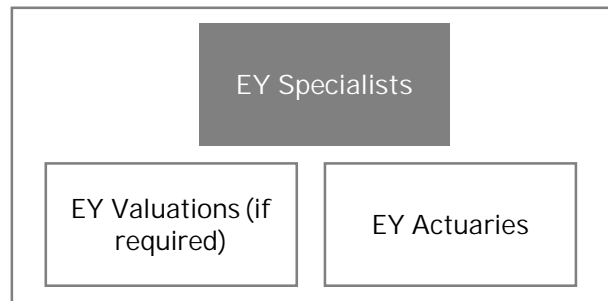 EY Specialists
EY Valuations (if
required)
EY Actuaries